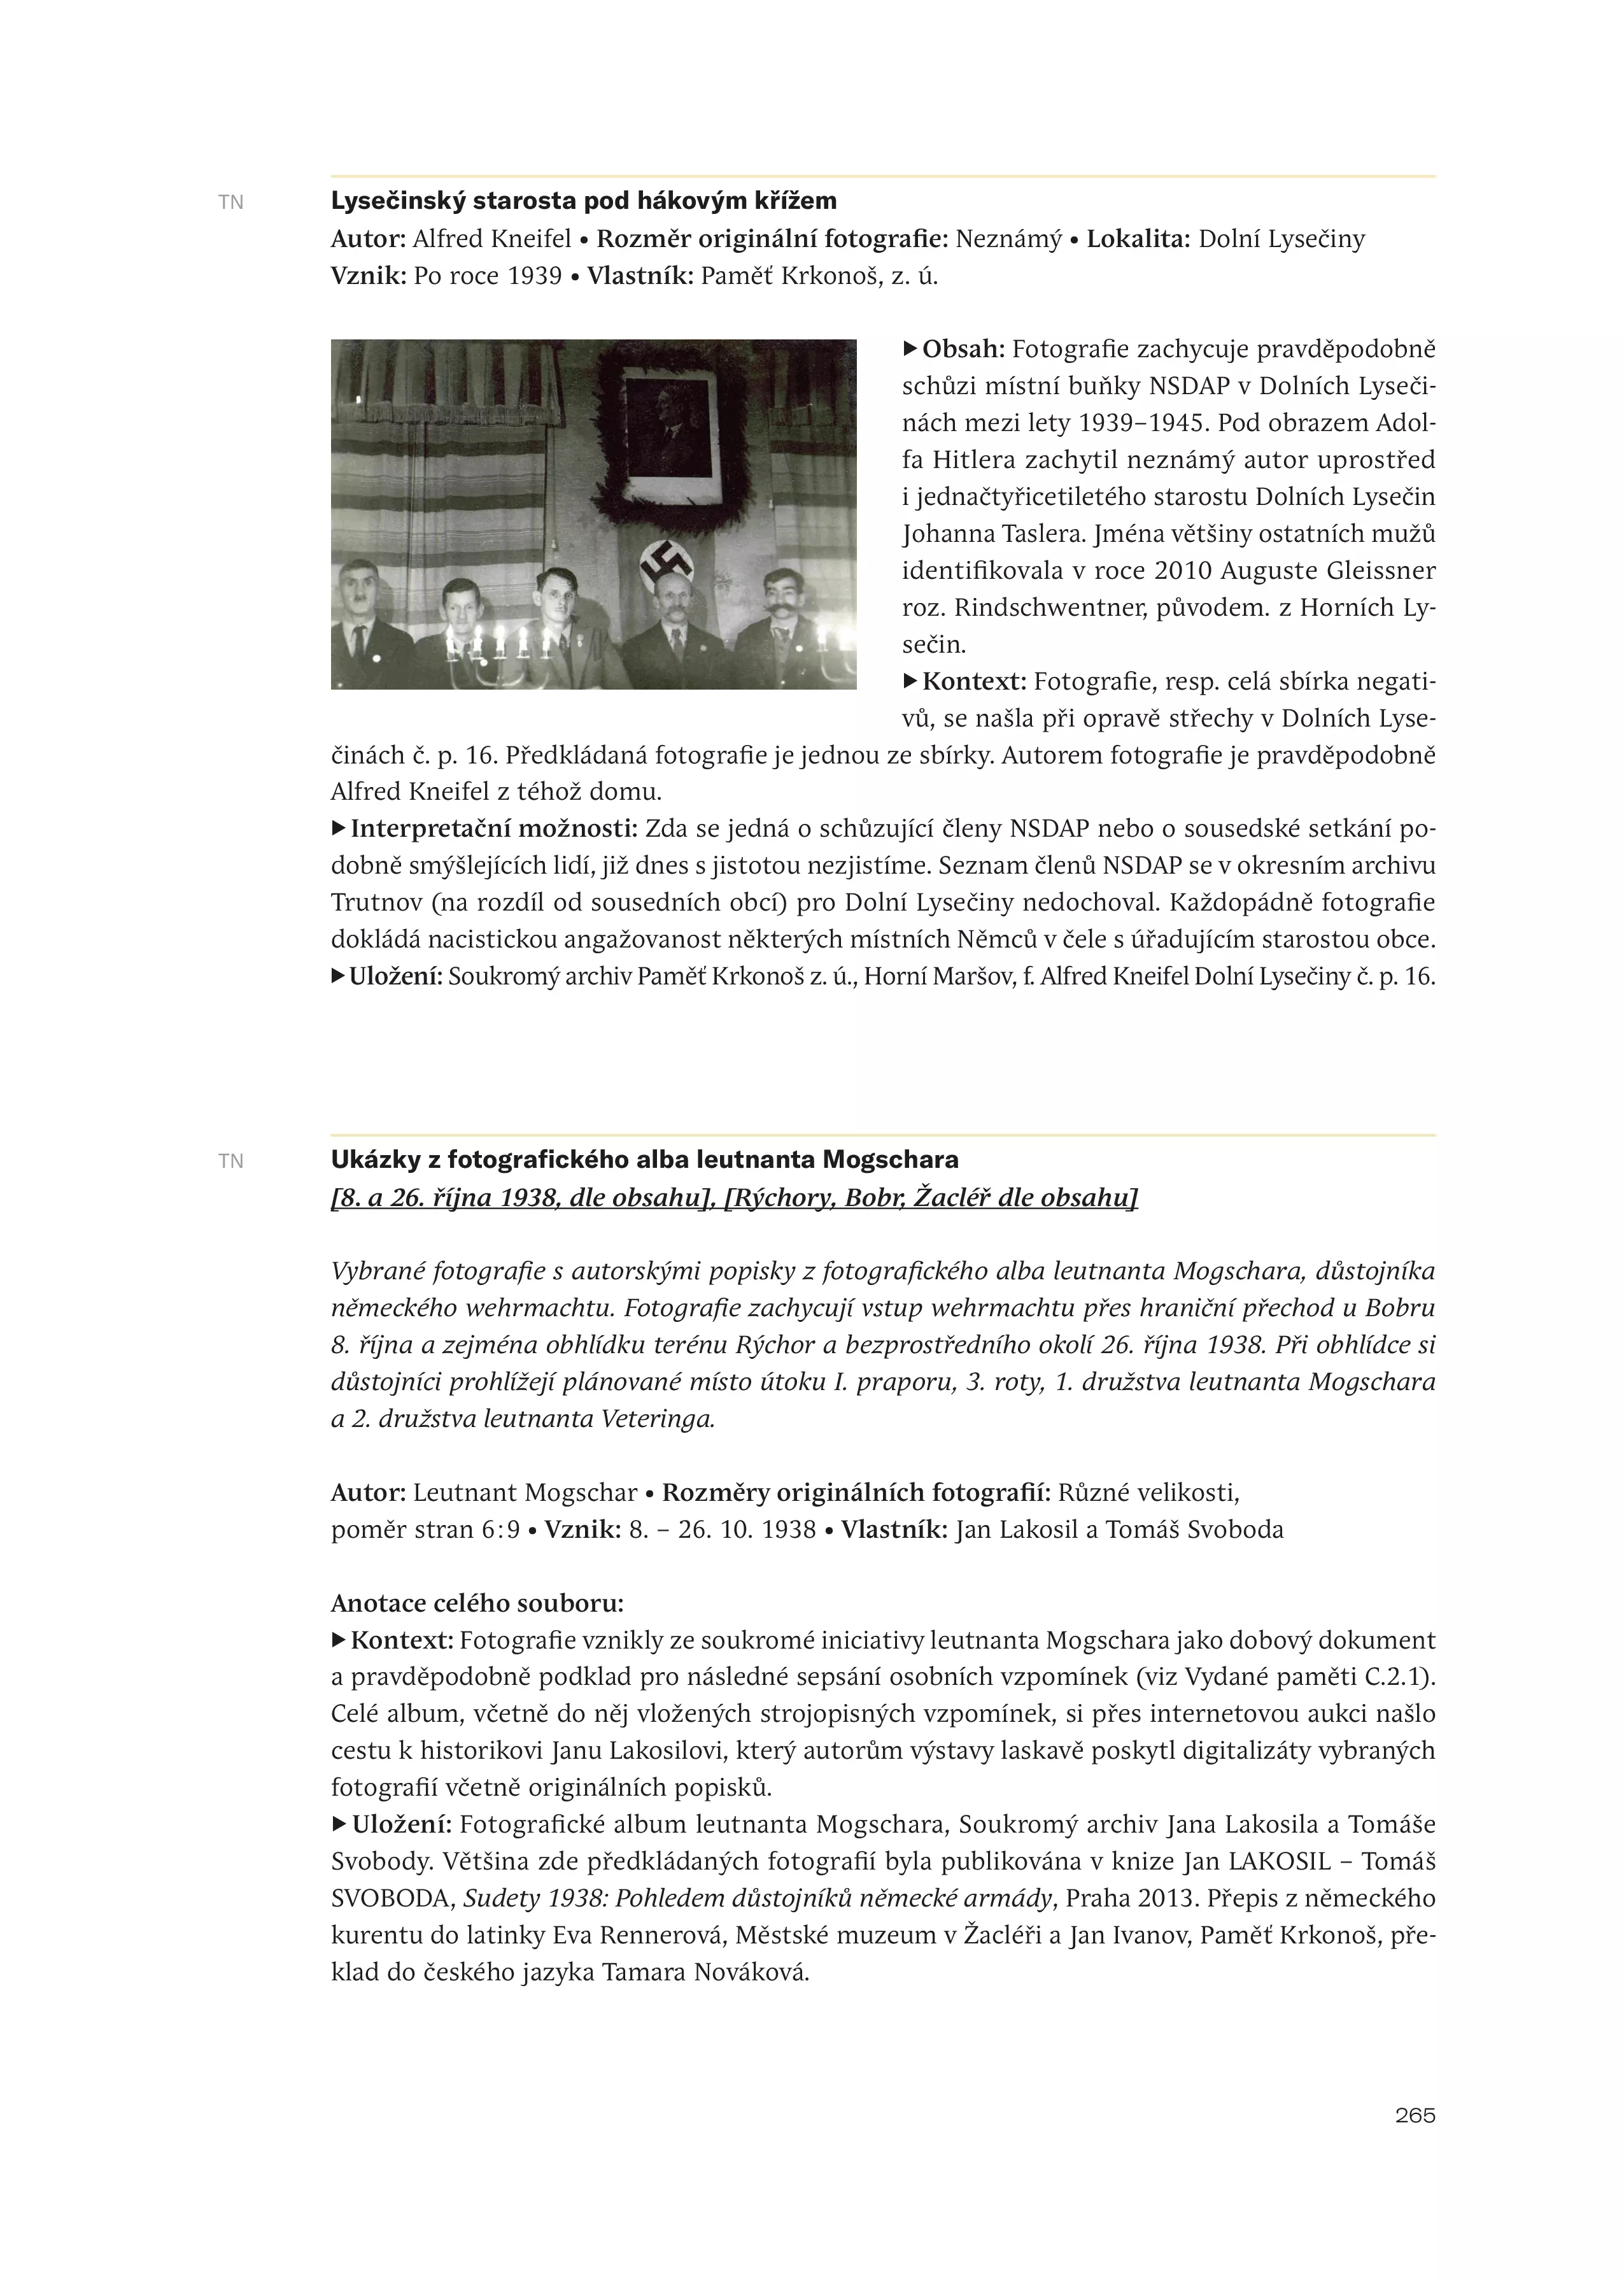 TN
Lysečinský starosta pod hákovým křížem
Autor: Alfred Kneifel • Rozměr originální fotografie: Neznámý • Lokalita: Dolní Lysečiny
Vznik: Po roce 1939 • Vlastník: Paměť Krkonoš, z. ú.
▶ Obsah: Fotografie zachycuje pravděpodobně
schůzi místní buňky NSDAP v Dolních Lyseči-
nách mezi lety 1939–1945. Pod obrazem Adol-
fa Hitlera zachytil neznámý autor uprostřed
i jednačtyřicetiletého starostu Dolních Lysečin
Johanna Taslera. Jména většiny ostatních mužů
identifikovala v roce 2010 Auguste Gleissner
roz. Rindschwentner, původem. z Horních Ly-
sečin.
▶ Kontext: Fotografie, resp. celá sbírka negati-
vů, se našla při opravě střechy v Dolních Lyse-
činách č. p. 16. Předkládaná fotografie je jednou ze sbírky. Autorem fotografie je pravděpodobně
Alfred Kneifel z téhož domu.
▶ Interpretační možnosti: Zda se jedná o schůzující členy NSDAP nebo o sousedské setkání po-
dobně smýšlejících lidí, již dnes s jistotou nezjistíme. Seznam členů NSDAP se v okresním archivu
Trutnov (na rozdíl od sousedních obcí) pro Dolní Lysečiny nedochoval. Každopádně fotografie
dokládá nacistickou angažovanost některých místních Němců v čele s úřadujícím starostou obce.
▶ Uložení: Soukromý archiv Paměť Krkonoš z. ú., Horní Maršov, f. Alfred Kneifel Dolní Lysečiny č. p. 16.
TN
Ukázky z fotografického alba leutnanta Mogschara
[8. a 26. října 1938, dle obsahu], [Rýchory, Bobr, Žacléř dle obsahu]
Vybrané fotografie s autorskými popisky z fotografického alba leutnanta Mogschara, důstojníka
německého wehrmachtu. Fotografie zachycují vstup wehrmachtu přes hraniční přechod u Bobru
8. října a zejména obhlídku terénu Rýchor a bezprostředního okolí 26. října 1938. Při obhlídce si
důstojníci prohlížejí plánované místo útoku I. praporu, 3. roty, 1. družstva leutnanta Mogschara
a 2. družstva leutnanta Veteringa.
Autor: Leutnant Mogschar • Rozměry originálních fotografií: Různé velikosti,
poměr stran 6:9 • Vznik: 8. – 26. 10. 1938 • Vlastník: Jan Lakosil a Tomáš Svoboda
Anotace celého souboru:
▶ Kontext: Fotografie vznikly ze soukromé iniciativy leutnanta Mogschara jako dobový dokument
a pravděpodobně podklad pro následné sepsání osobních vzpomínek (viz Vydané paměti C.2.1).
Celé album, včetně do něj vložených strojopisných vzpomínek, si přes internetovou aukci našlo
cestu k historikovi Janu Lakosilovi, který autorům výstavy laskavě poskytl digitalizáty vybraných
fotografií včetně originálních popisků.
▶ Uložení: Fotografické album leutnanta Mogschara, Soukromý archiv Jana Lakosila a Tomáše
Svobody. Většina zde předkládaných fotografií byla publikována v knize Jan LAKOSIL – Tomáš
SVOBODA, Sudety 1938: Pohledem důstojníků německé armády, Praha 2013. Přepis z německého
kurentu do latinky Eva Rennerová, Městské muzeum v Žacléři a Jan Ivanov, Paměť Krkonoš, pře-
klad do českého jazyka Tamara Nováková.
265